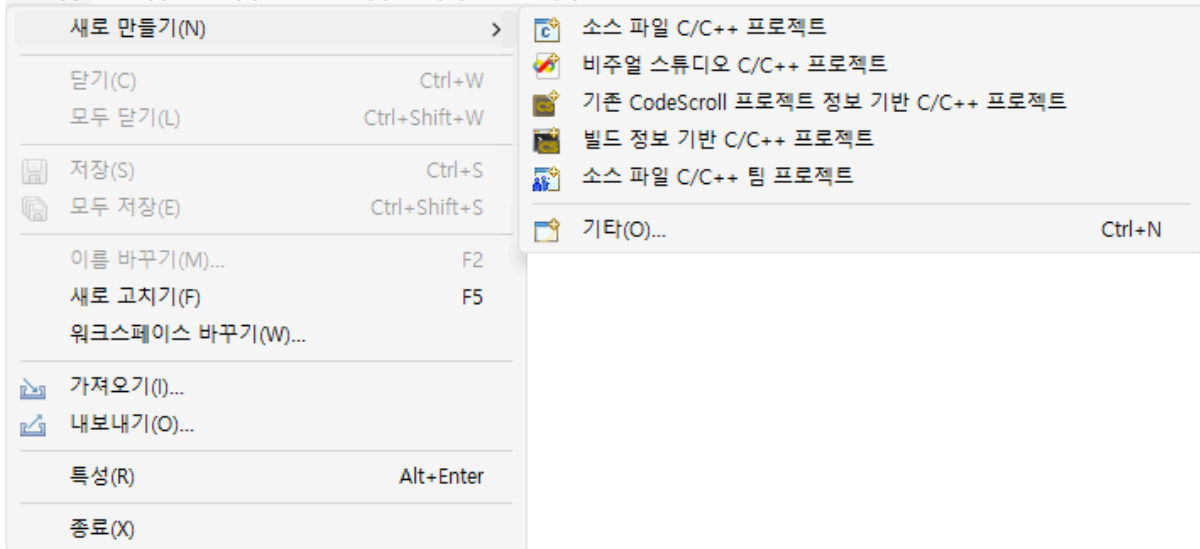 새로 만들기(N) >
닫기(C) Ctrl+W
모두 닫기(L) Ctrl+Shift+W
저장(S) Ctrl+S
모두 저장(E) Ctrl+Shift+S
이름 바꾸기(M)... F2
새로 고치기(F) F5
워크스페이스 바꾸기(W)...
가져오기(I)...
내보내기(O)...
특성(R) Alt+Enter
종료(X)
소스 파일 C/C++ 프로젝트
비주얼 스튜디오 C/C++ 프로젝트
기존 CodeScroll 프로젝트 정보 기반 C/C++ 프로젝트
빌드 정보 기반 C/C++ 프로젝트
소스 파일 C/C++ 팀 프로젝트
기타(O)... Ctrl+N